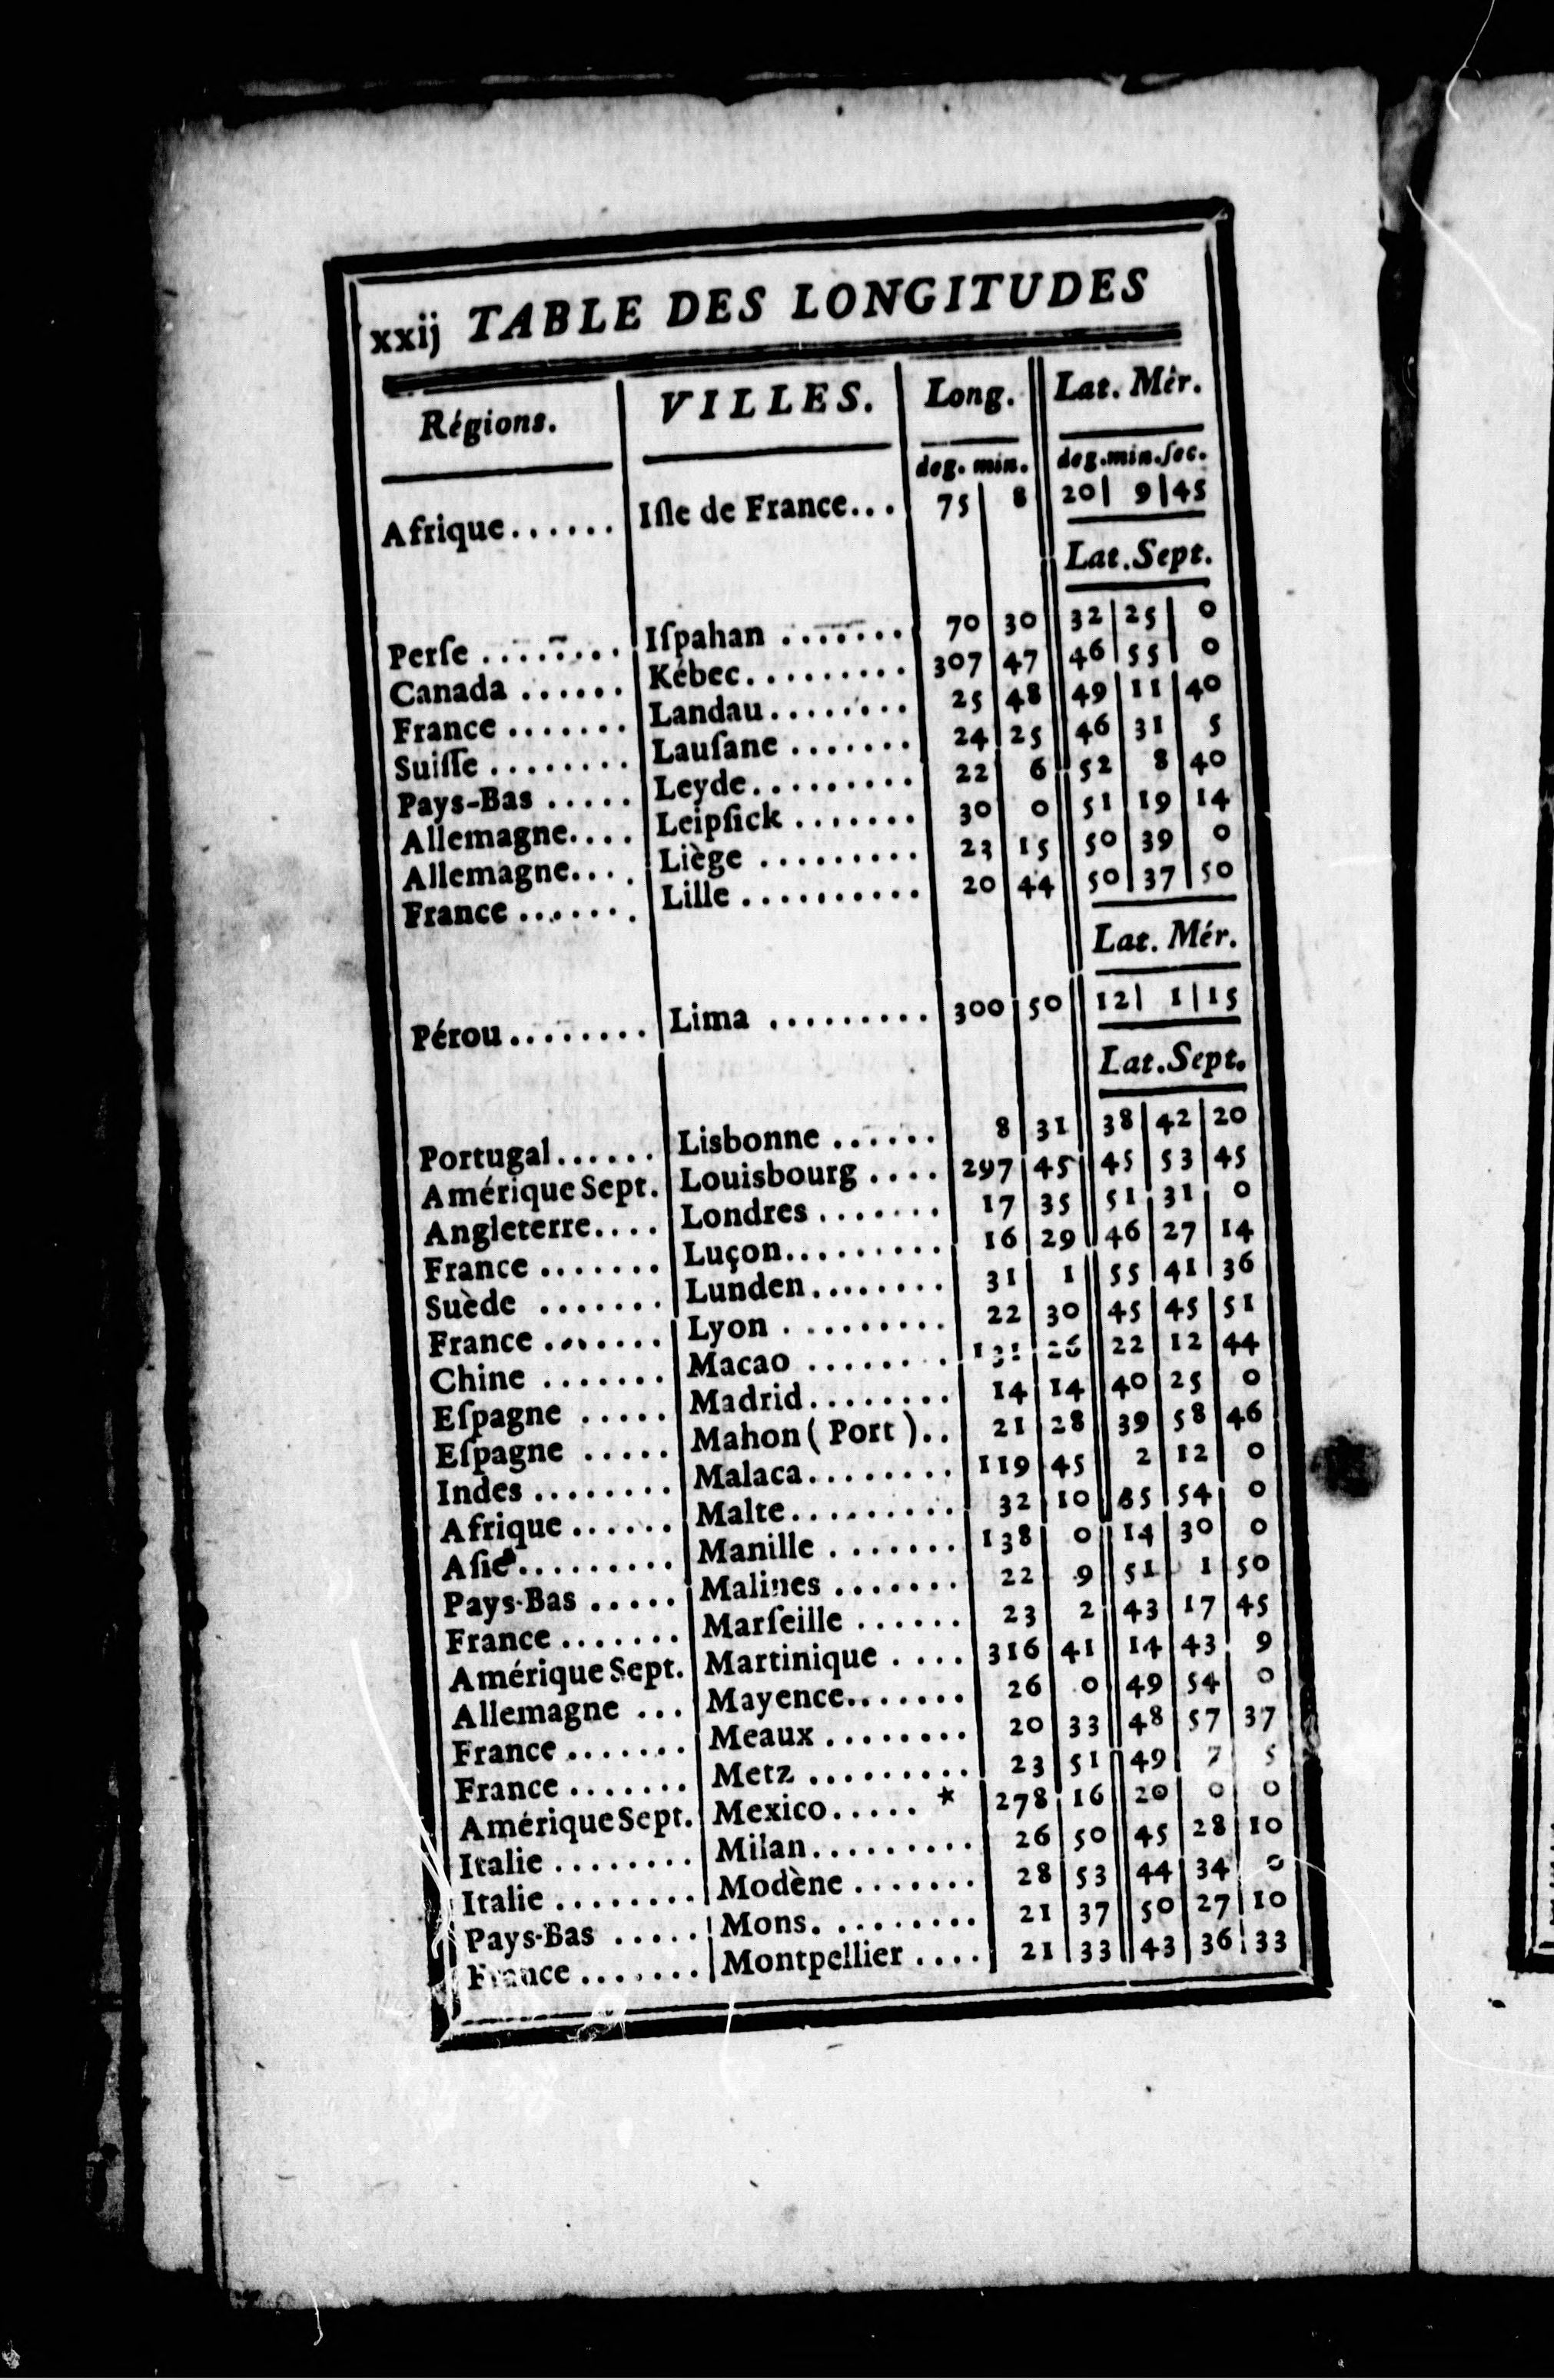 xxij TABLE DES LONGITUDES
Régions. VILLES. Long. Lat. Mér.
deg. min. deg.min.ſec.
Afrique...... Iſle de France... 75 8 20 9 45
Lat.Sept.
Perſe ........ Iſpahan ....... 70 30 32 25 0
Canada ...... Kébec......... 307 47 46 55 0
France ....... Landau........ 25 48 49 11 40
Suiſſe ........ Lauſane ....... 24 25 46 31 5
Pays-Bas ..... Leyde......... 22 6 52 8 40
Allemagne.... Leipſick ....... 30 0 51 19 14
Allemagne.... Liège ......... 23 15 50 39 0
France ....... Lille .......... 20 44 50 37 50
Lat. Mér.
Pérou........ Lima ......... 300 50 12 1 15
Lat.Sept.
Portugal...... Lisbonne ...... 8 31 38 42 20
Amérique Sept. Louisbourg .... 297 45 45 53 45
Angleterre.... Londres ....... 17 35 51 31 0
France ....... Luçon......... 16 29 46 27 14
Suède ....... Lunden........ 31 1 55 41 36
France ....... Lyon ......... 22 30 45 45 51
Chine ....... Macao ........ 131 26 22 12 44
Eſpagne ..... Madrid........ 14 14 40 25 0
Eſpagne ..... Mahon ( Port ).. 21 28 39 58 46
Indes ........ Malaca........ 119 45 2 12 0
Afrique ...... Malte......... 32 10 54 0
Aſie......... Manille ....... 138 0 14 30 0
Pays-Bas ..... Malines ....... 22 9 51 1 50
France ....... Marſeille ...... 23 2 43 17 45
Amérique Sept. Martinique .... 316 41 14 43 9
Allemagne ... Mayence....... 26 0 49 54 0
France ....... Meaux ........ 20 33 48 57 37
France ....... Metz ......... 23 51 49 7 5
Amérique Sept. Mexico..... * 278 16 20 0 0
Italie ........ Milan......... 26 50 45 28 10
Italie ........ Modène ....... 28 53 44 34 0
Pays-Bas ..... Mons. ........ 21 37 50 27 10
France ....... Montpellier .... 21 33 43 36 33